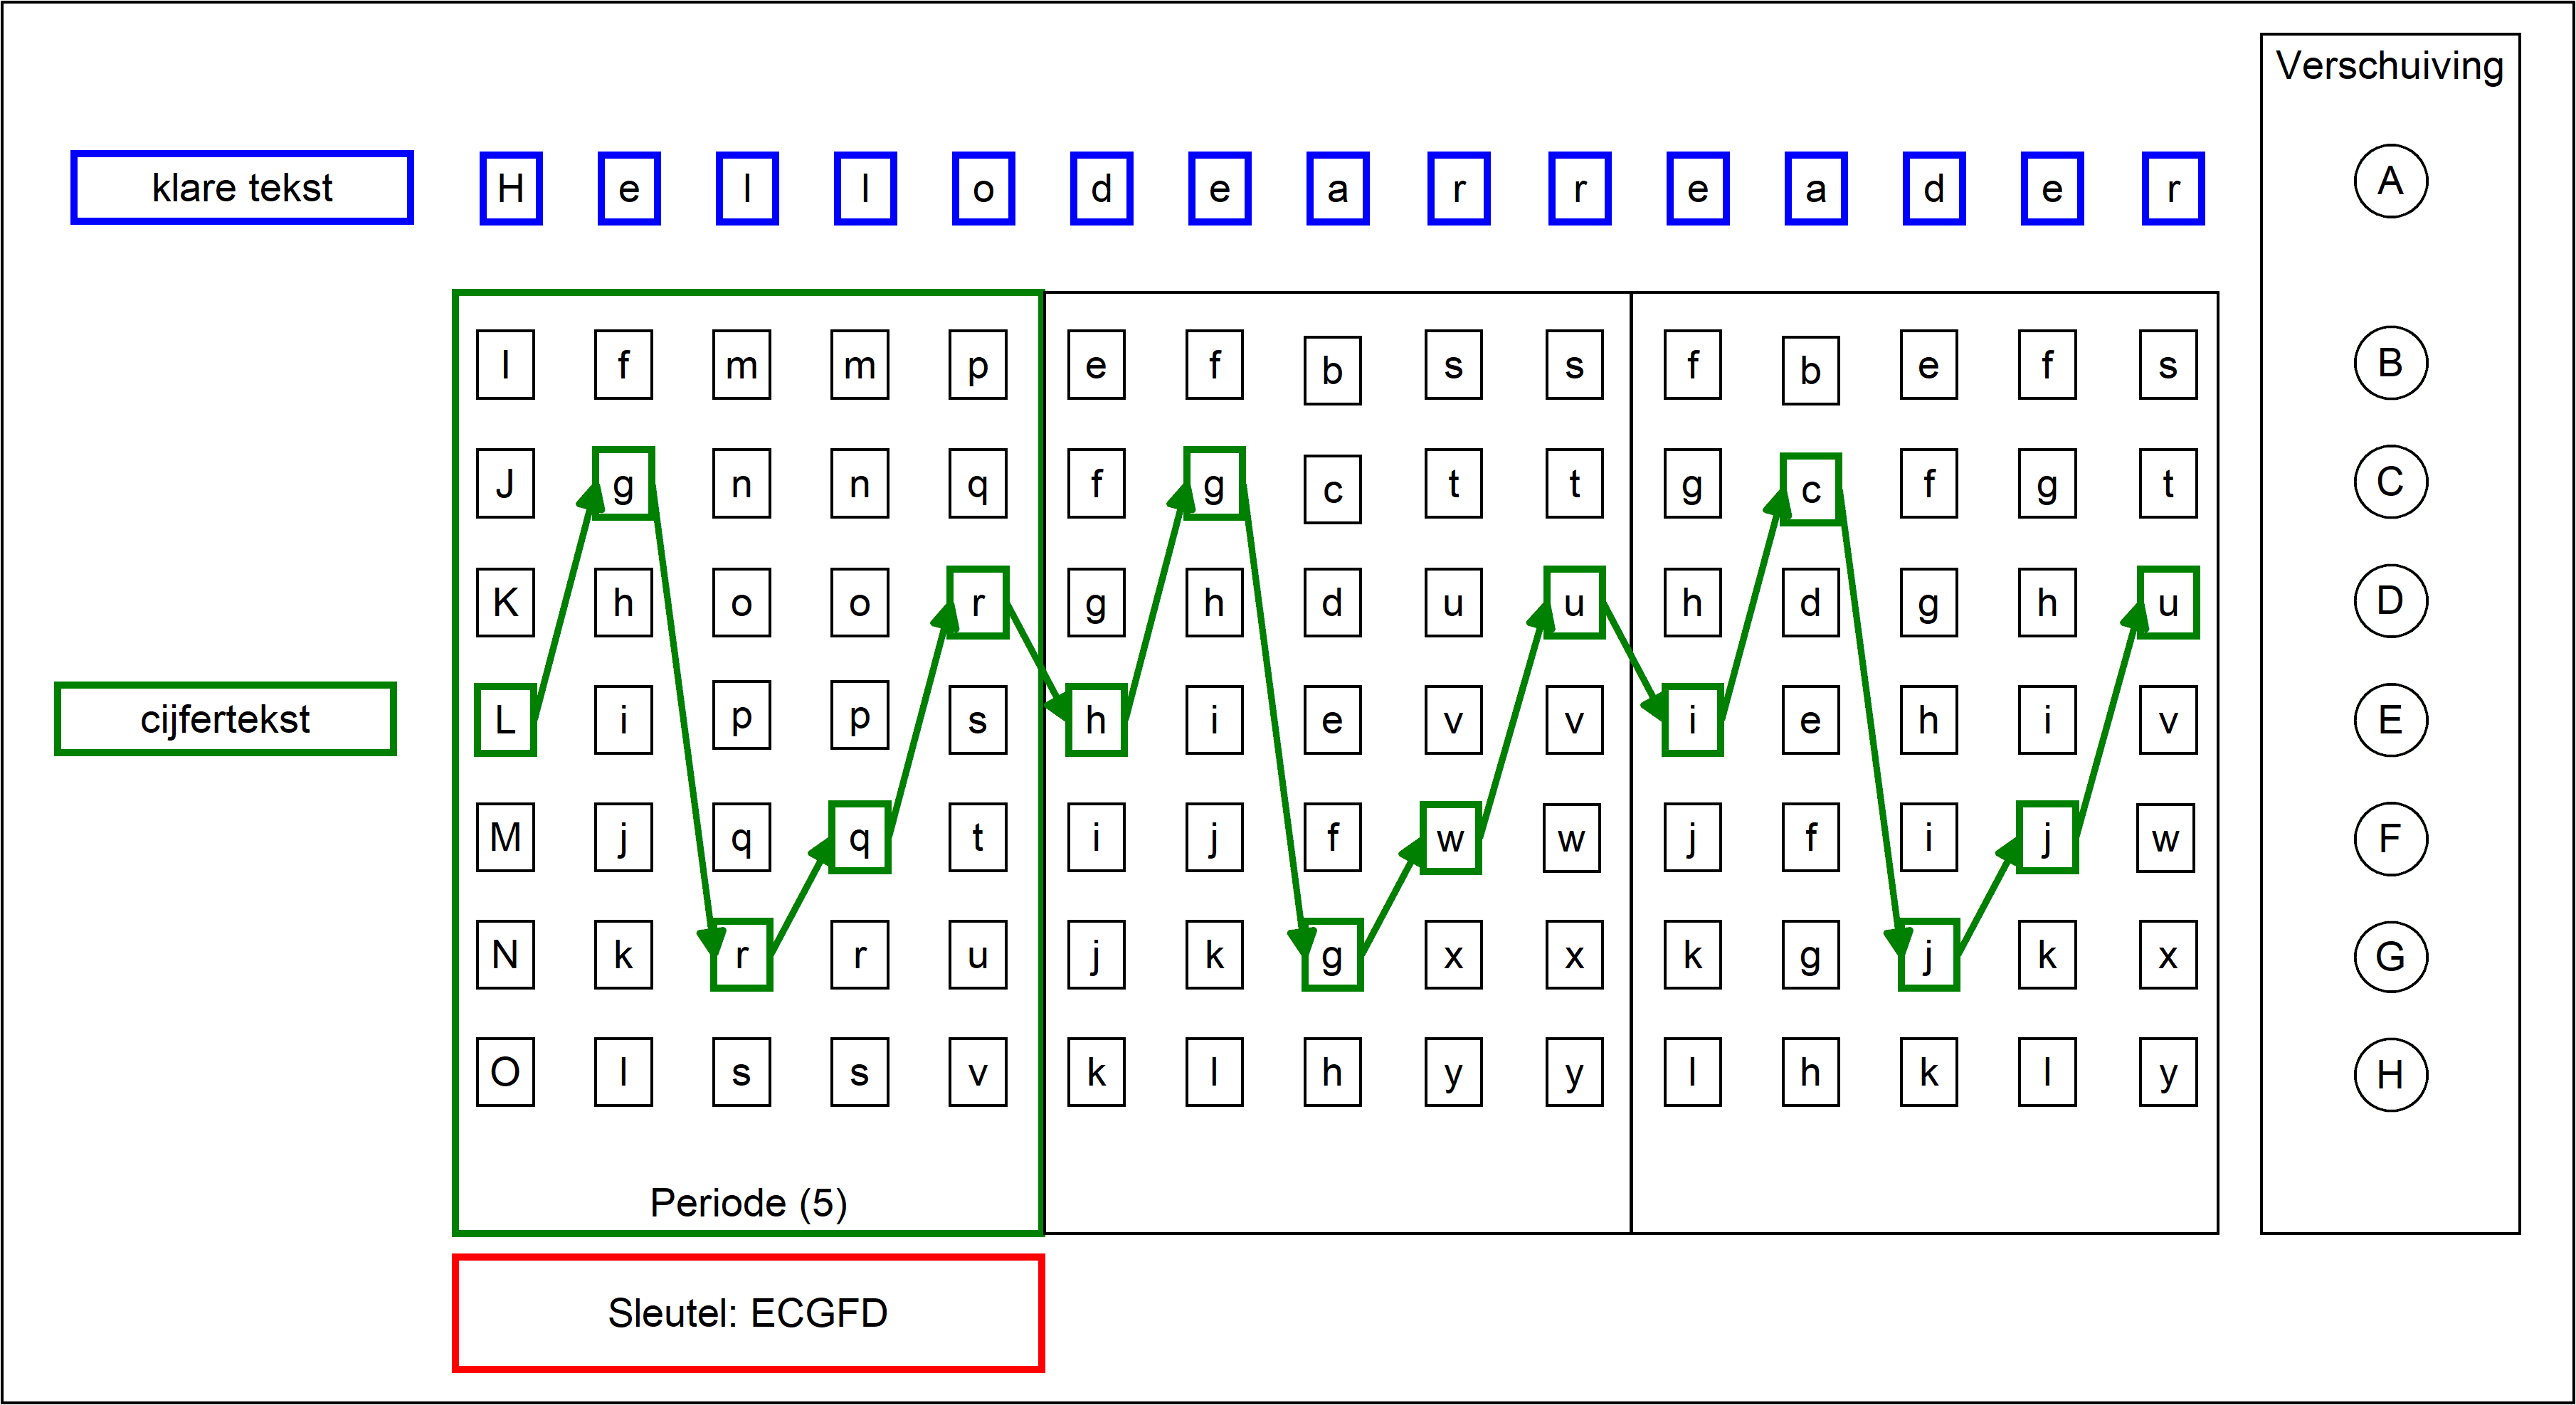 Verschuiving
klare tekst H e l l o d e a r r e a d e r A
I f m m p e f b s s f b e f s B
J g n n q f g c t t g c f g t C
K h o o r g h d u u h d g h u D
cijfertekst L i p p s h i e v v i e h i v E
M j q q t i j f w w j f i j w F
N k r r u j k g x x k g j k x G
O l s s v k l h y y l h k l y H
Periode (5)
Sleutel: ECGFD